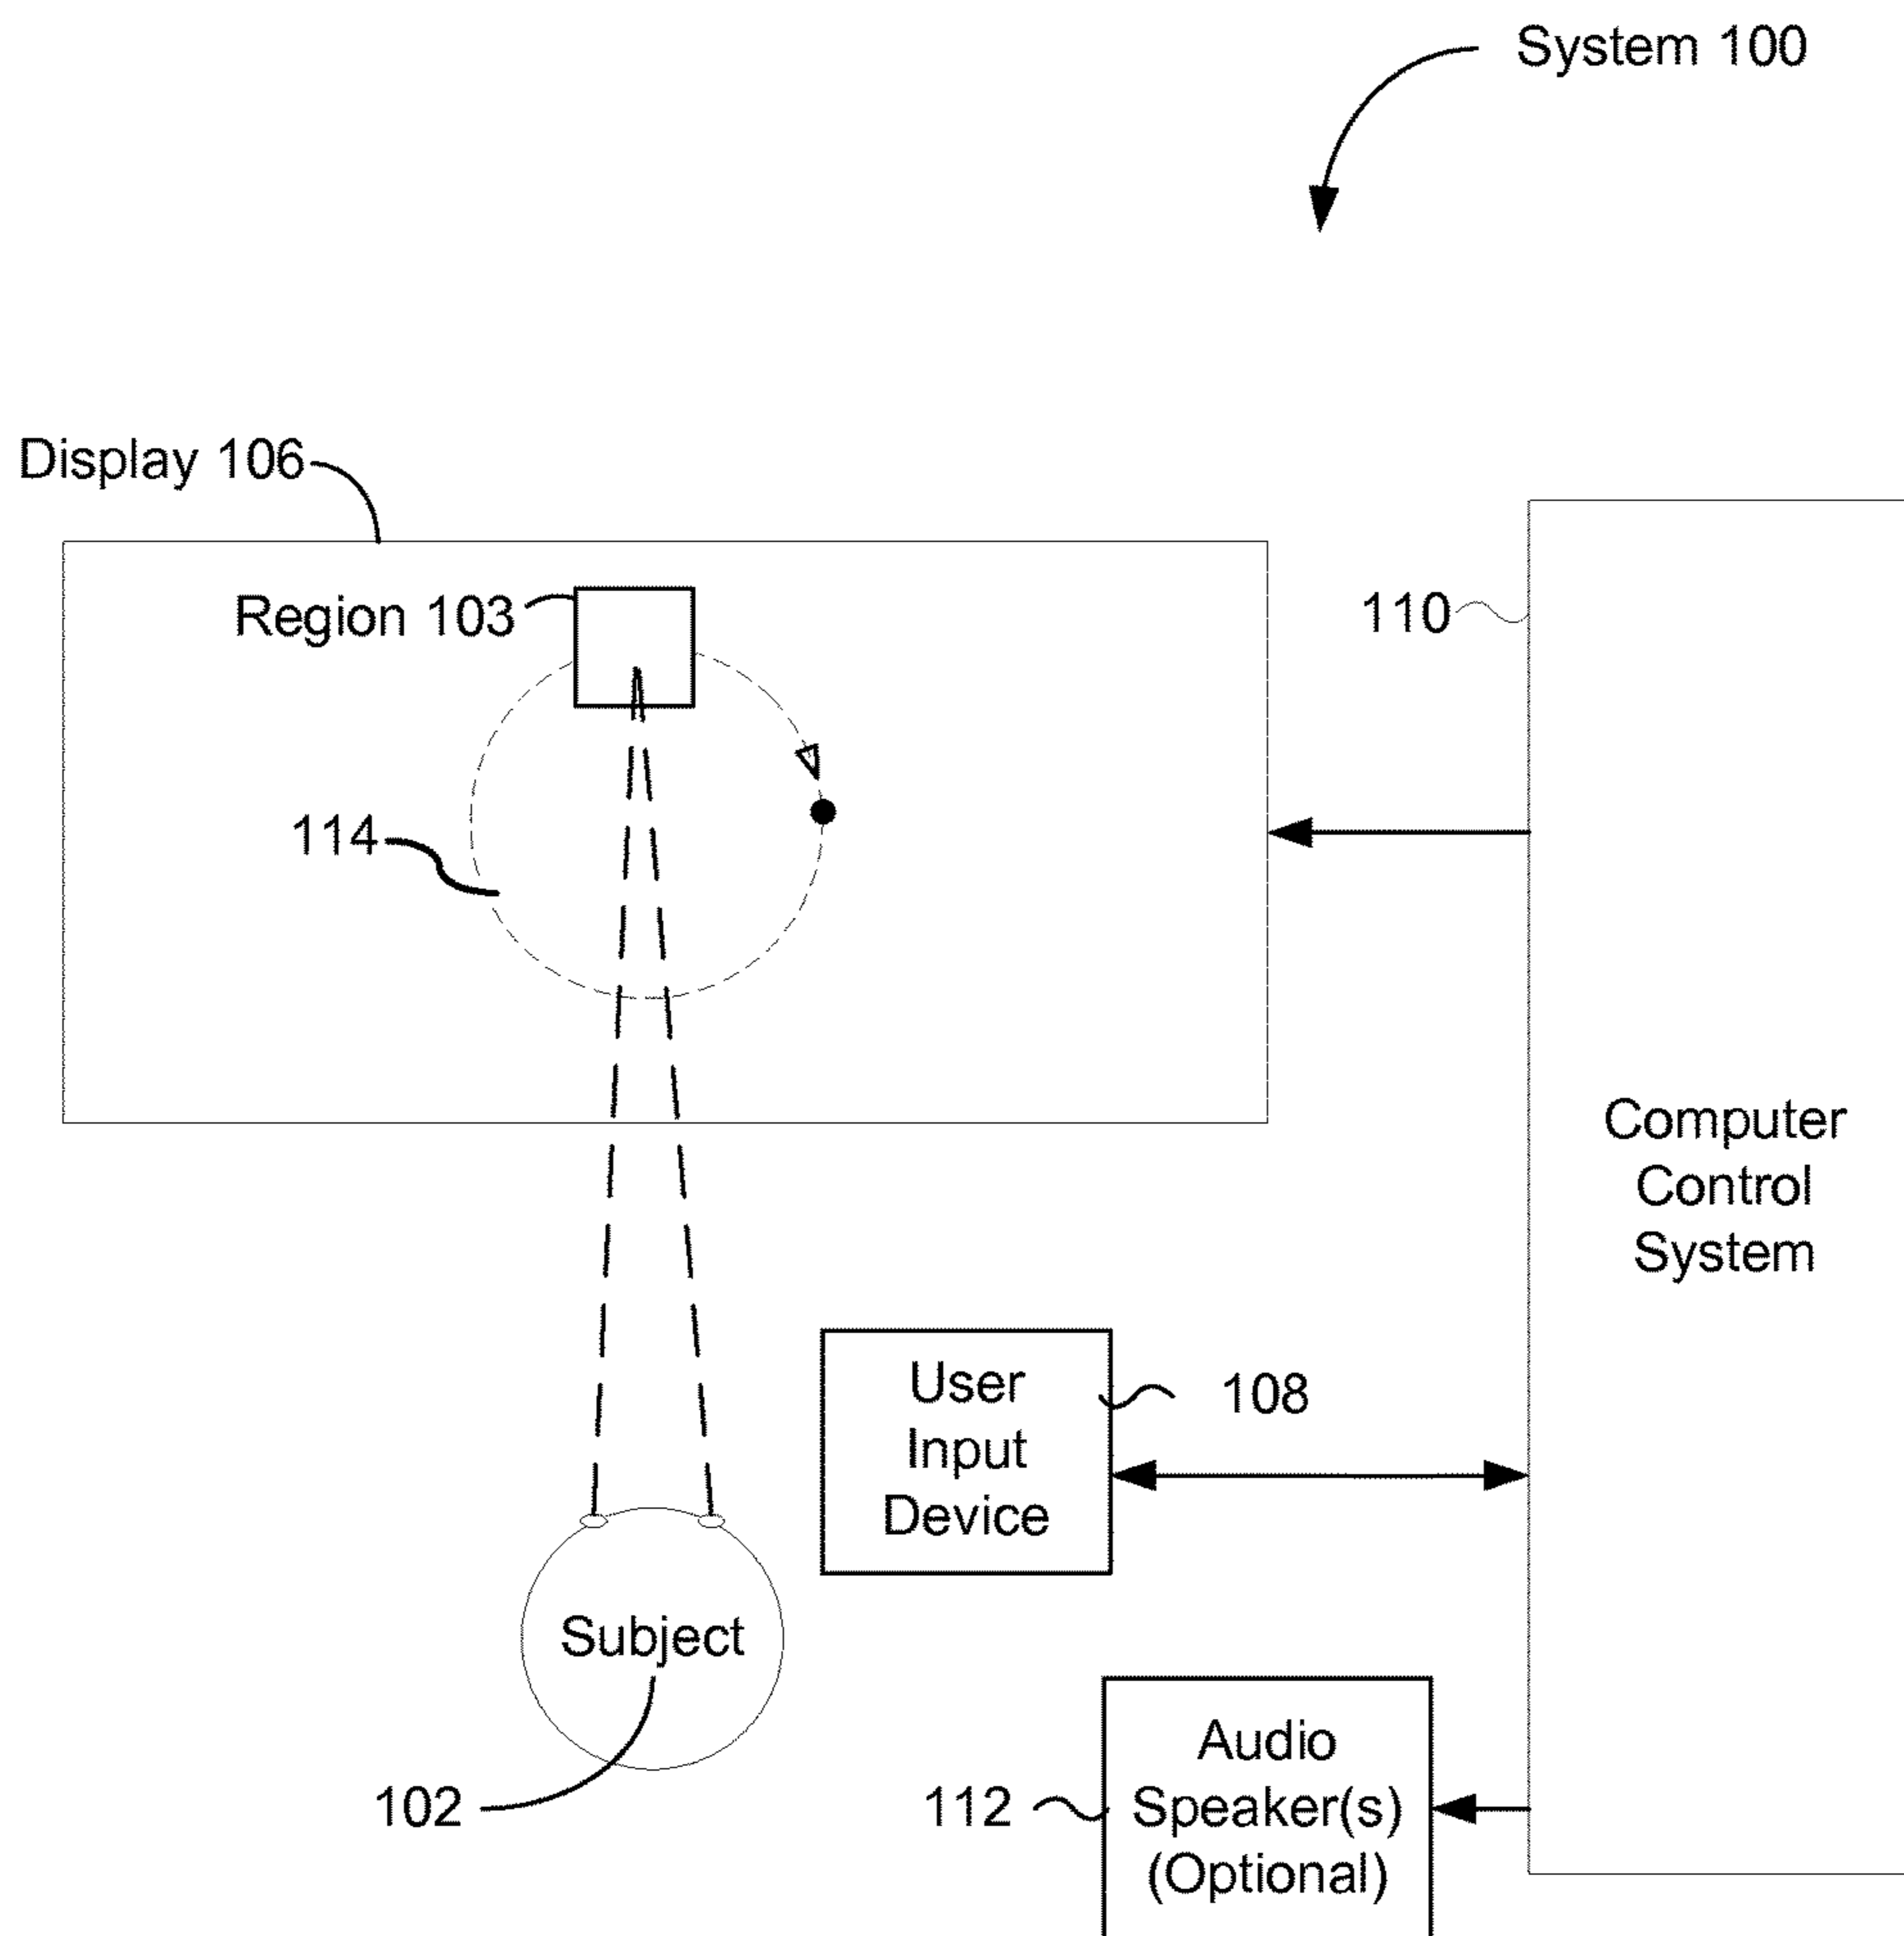 System 100
Display 106
Region 103
110
114
Computer
Control
System
User
Input
Device
108
Subject
102
112
Audio
Speaker(s)
(Optional)